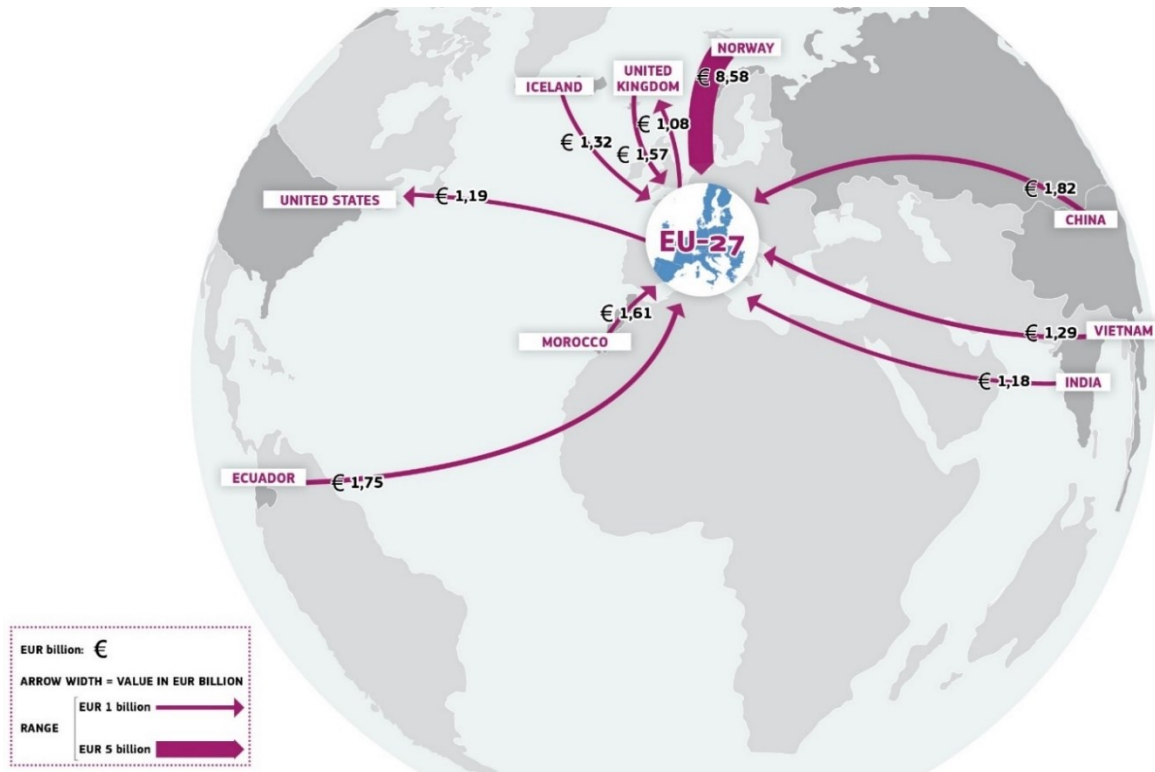 NORWAY
€ 8,58
UNITED
KINGDOM
€ 1,08
€ 1,57
ICELAND
€ 1,32
UNITED STATES
€ 1,19
EU-27
€ 1,82
CHINA
€ 1,61
MOROCCO
€ 1,29
VIETNAM
€ 1,18
INDIA
ECUADOR
€ 1,75
EUR billion: €
ARROW WIDTH = VALUE IN EUR BILLION
RANGE
EUR 1 billion
EUR 5 billion